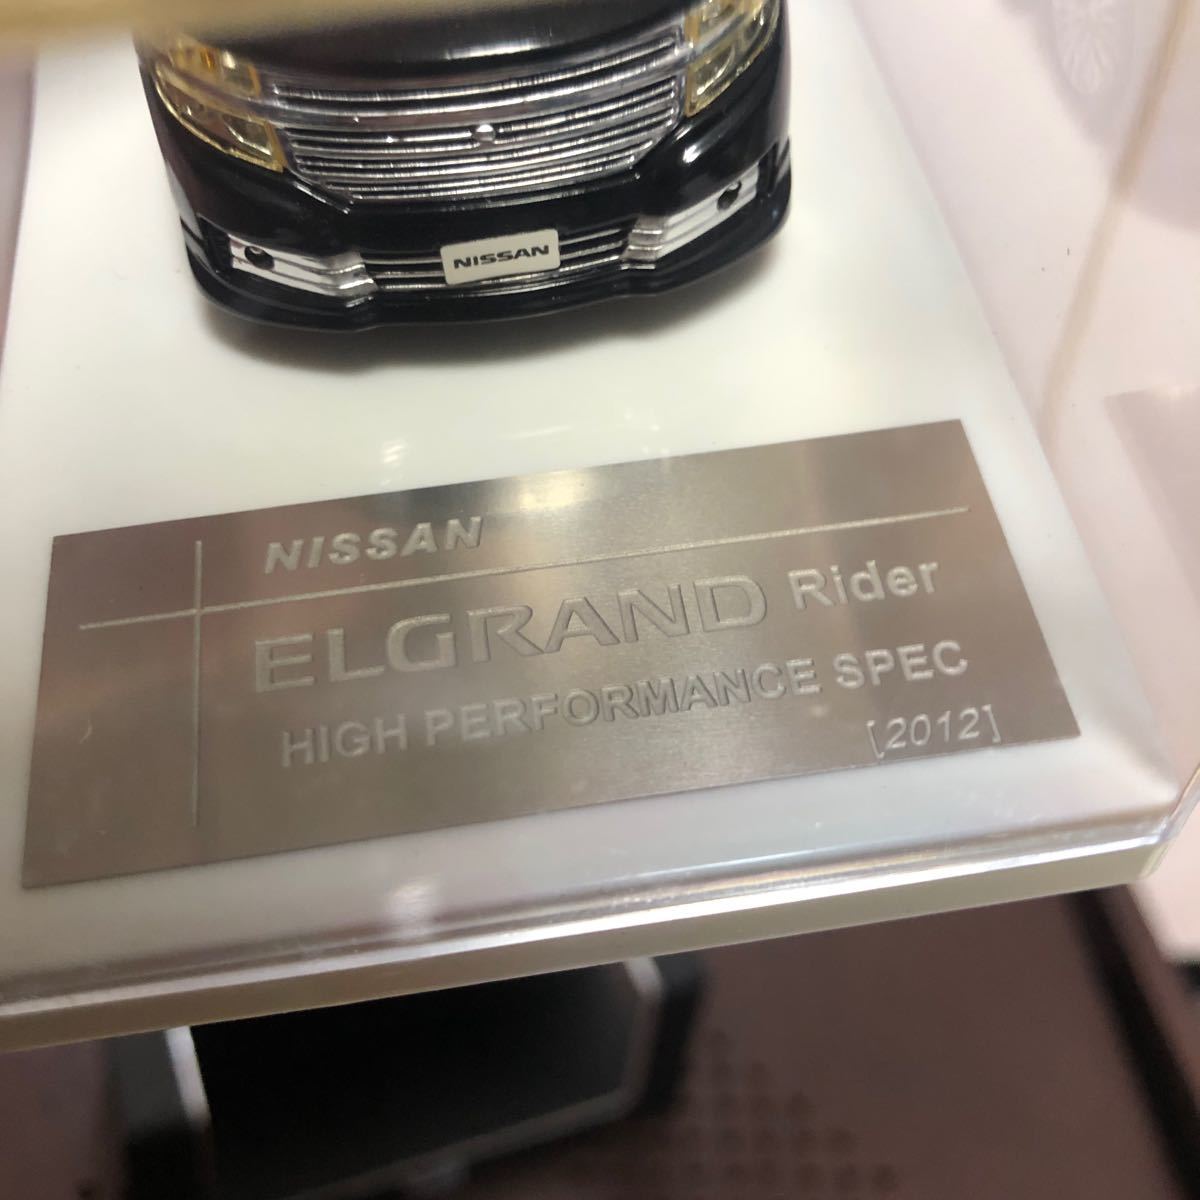 NISSAN
NISSAN
ELGRAND Rider
HIGH PERFORMANCE SPEC
[2012]